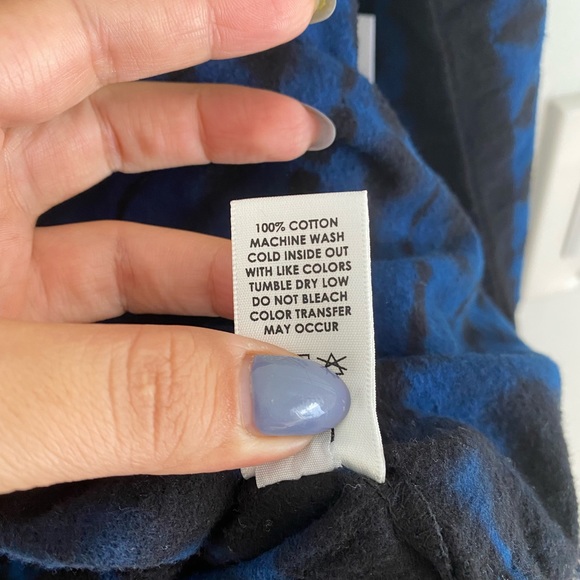 100% COTTON
MACHINE WASH
COLD INSIDE OUT
WITH LIKE COLORS
TUMBLE DRY LOW
DO NOT BLEACH
COLOR TRANSFER
MAY OCCUR